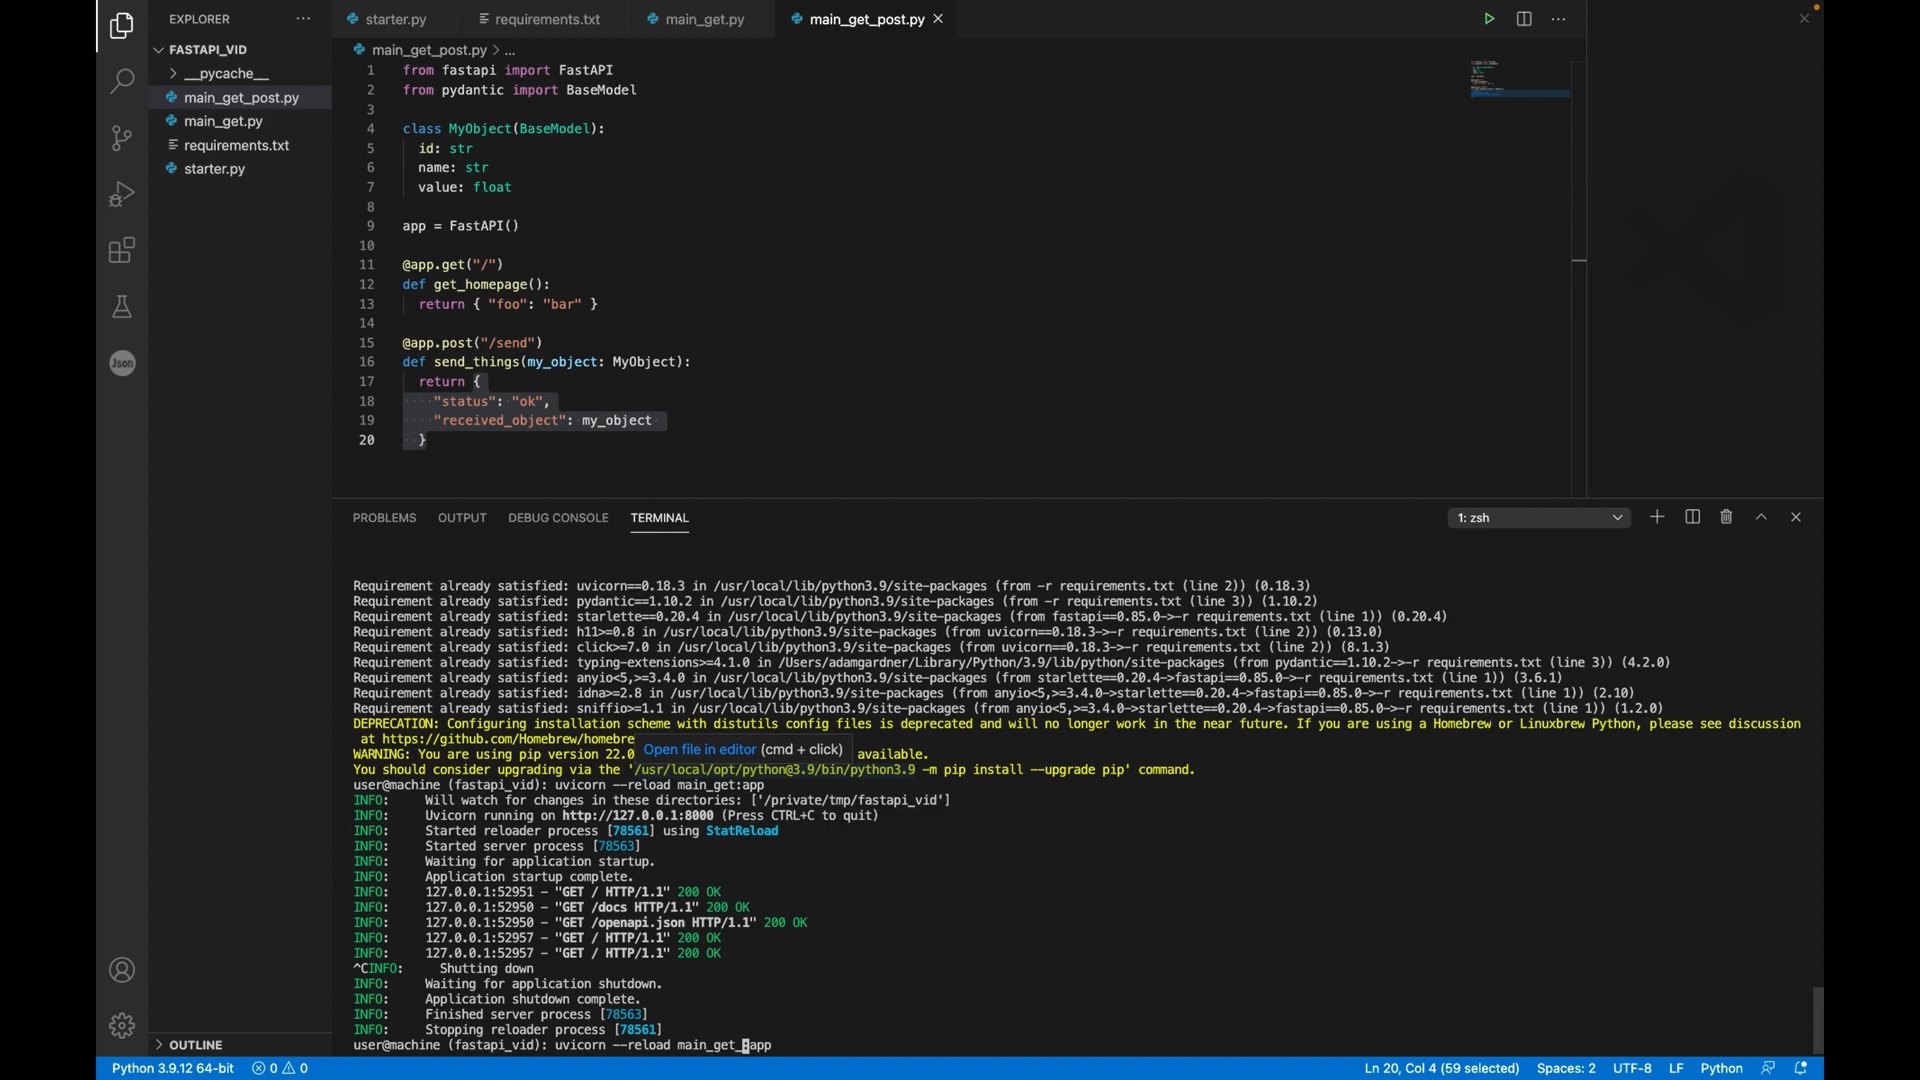 EXPLORER
FASTAPI_VID
__pycache__
main_get_post.py
main_get.py
requirements.txt
starter.py
Json
OUTLINE
starter.py
requirements.txt
main_get.py
main_get_post.py
main_get_post.py > ...
1 from fastapi import FastAPI
2 from pydantic import BaseModel
3
4 class MyObject(BaseModel):
5 id: str
6 name: str
7 value: float
8
9 app = FastAPI()
10
11 @app.get("/")
12 def get_homepage():
13 return { "foo": "bar" }
14
15 @app.post("/send")
16 def send_things(my_object: MyObject):
17 return {
18 "status": "ok",
19 "received_object": my_object
20 }
PROBLEMS OUTPUT DEBUG CONSOLE TERMINAL
1: zsh
Requirement already satisfied: uvicorn==0.18.3 in /usr/local/lib/python3.9/site-packages (from -r requirements.txt (line 2)) (0.18.3)
Requirement already satisfied: pydantic==1.10.2 in /usr/local/lib/python3.9/site-packages (from -r requirements.txt (line 3)) (1.10.2)
Requirement already satisfied: starlette==0.20.4 in /usr/local/lib/python3.9/site-packages (from fastapi==0.85.0->-r requirements.txt (line 1)) (0.20.4)
Requirement already satisfied: h11>=0.8 in /usr/local/lib/python3.9/site-packages (from uvicorn==0.18.3->-r requirements.txt (line 2)) (0.13.0)
Requirement already satisfied: click>=7.0 in /usr/local/lib/python3.9/site-packages (from uvicorn==0.18.3->-r requirements.txt (line 2)) (8.1.3)
Requirement already satisfied: typing-extensions>=4.1.0 in /Users/adamgardner/Library/Python/3.9/lib/python/site-packages (from pydantic==1.10.2->-r requirements.txt (line 3)) (4.2.0)
Requirement already satisfied: anyio<5,>=3.4.0 in /usr/local/lib/python3.9/site-packages (from starlette==0.20.4->fastapi==0.85.0->-r requirements.txt (line 1)) (3.6.1)
Requirement already satisfied: idna>=2.8 in /usr/local/lib/python3.9/site-packages (from anyio<5,>=3.4.0->starlette==0.20.4->fastapi==0.85.0->-r requirements.txt (line 1)) (2.10)
Requirement already satisfied: sniffio>=1.1 in /usr/local/lib/python3.9/site-packages (from anyio<5,>=3.4.0->starlette==0.20.4->fastapi==0.85.0->-r requirements.txt (line 1)) (1.2.0)
DEPRECATION: Configuring installation scheme with distutils config files is deprecated and will no longer work in the near future. If you are using a Homebrew or Linuxbrew Python, please see discussion
at https://github.com/Homebrew/homebre
Open file in editor (cmd + click)
WARNING: You are using pip version 22.0 available.
You should consider upgrading via the '/usr/local/opt/python@3.9/bin/python3.9 -m pip install --upgrade pip' command.
user@machine (fastapi_vid): uvicorn --reload main_get:app
INFO: Will watch for changes in these directories: ['/private/tmp/fastapi_vid']
INFO: Uvicorn running on http://127.0.0.1:8000 (Press CTRL+C to quit)
INFO: Started reloader process [78561] using StatReload
INFO: Started server process [78563]
INFO: Waiting for application startup.
INFO: Application startup complete.
INFO: 127.0.0.1:52951 - "GET / HTTP/1.1" 200 OK
INFO: 127.0.0.1:52950 - "GET /docs HTTP/1.1" 200 OK
INFO: 127.0.0.1:52950 - "GET /openapi.json HTTP/1.1" 200 OK
INFO: 127.0.0.1:52957 - "GET / HTTP/1.1" 200 OK
INFO: 127.0.0.1:52957 - "GET / HTTP/1.1" 200 OK
^CINFO: Shutting down
INFO: Waiting for application shutdown.
INFO: Application shutdown complete.
INFO: Finished server process [78563]
INFO: Stopping reloader process [78561]
user@machine (fastapi_vid): uvicorn --reload main_get_:app
Python 3.9.12 64-bit 0 0 Ln 20, Col 4 (59 selected) Spaces: 2 UTF-8 LF Python